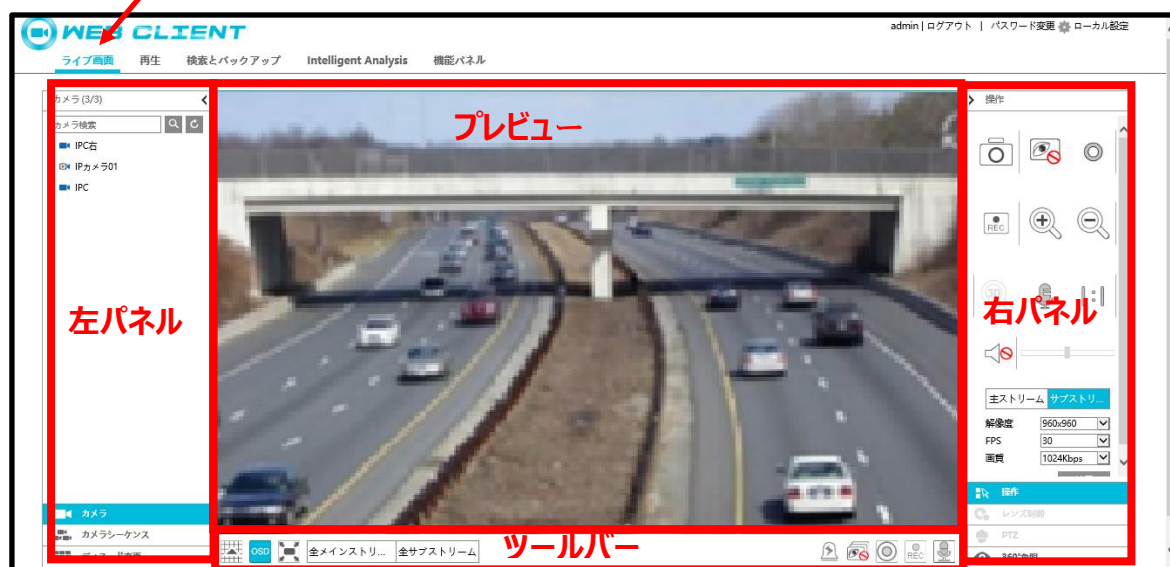 WEB CLIENT
admin | ログアウト | パスワード変更 ローカル設定
ライブ画面 再生 検索とバックアップ Intelligent Analysis 機能パネル
カメラ (3/3)
カメラ検索
IPC右
IPカメラ01
IPC
左パネル
カメラ
カメラシーケンス
プレビュー
OSD 全メインストリ... 全サブストリーム
ツールバー
REC
操作
REC
1:1
右パネル
主ストリーム サブストリ...
解像度 960x960
FPS 30
画質 1024Kbps
操作
レンズ制御
PTZ